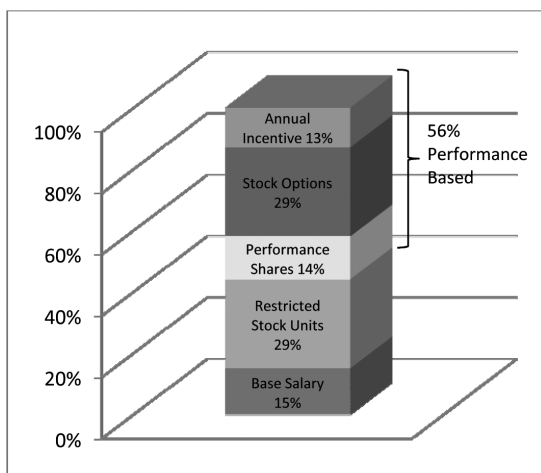 100%
80%
60%
40%
20%
0%
Annual
Incentive 13%
Stock Options
29%
Performance
Shares 14%
Restricted
Stock Units
29%
Base Salary
15%
56%
Performance
Based